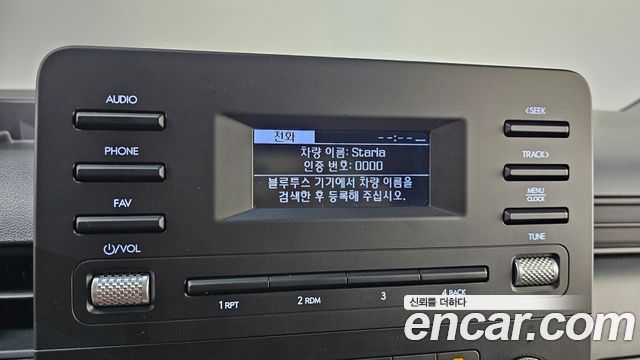 AUDIO
PHONE
FAV
⏻/VOL
전화
--:-- __
차량 이름: Staria
인증 번호: 0000
블루투스 기기에서 차량 이름을
검색한 후 등록해 주십시오.
<SEEK
TRACK>
MENU
CLOCK
TUNE
1 RPT
2 RDM
3
4 BACK
신뢰를 더하다
encar.com